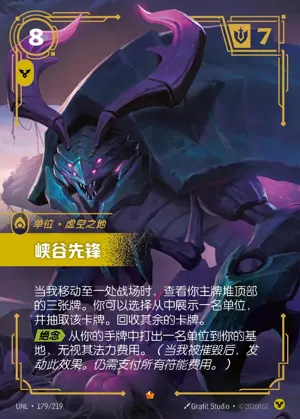 8
7
单位・虚空之地
峡谷先锋
当我移动至一处战场时，查看你主牌堆顶部
的三张牌。你可以选择从中展示一名单位，
并抽取该卡牌。回收其余的卡牌。
绝念 从你的手牌中打出一名单位到你的基
地，无视其法力费用。（当我被摧毁后，发
动此效果。仍需支付所有符能费用。）
UNL・179/219
Grafit Studio・©2026RG